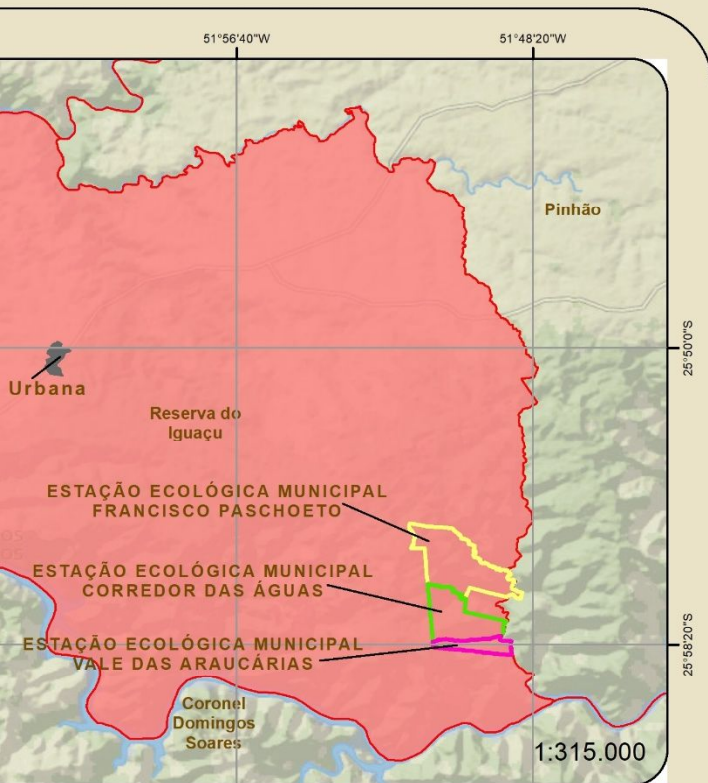 51°56'40"W
51°48'20"W
Pinhão
25°50'0"S
Urbana
Reserva do
Iguaçu
ESTAÇÃO ECOLÓGICA MUNICIPAL
FRANCISCO PASCHOETO
ESTAÇÃO ECOLÓGICA MUNICIPAL
CORREDOR DAS ÁGUAS
ESTAÇÃO ECOLÓGICA MUNICIPAL
VALE DAS ARAUCÁRIAS
25°58'20"S
Coronel
Domingos
Soares
1:315.000